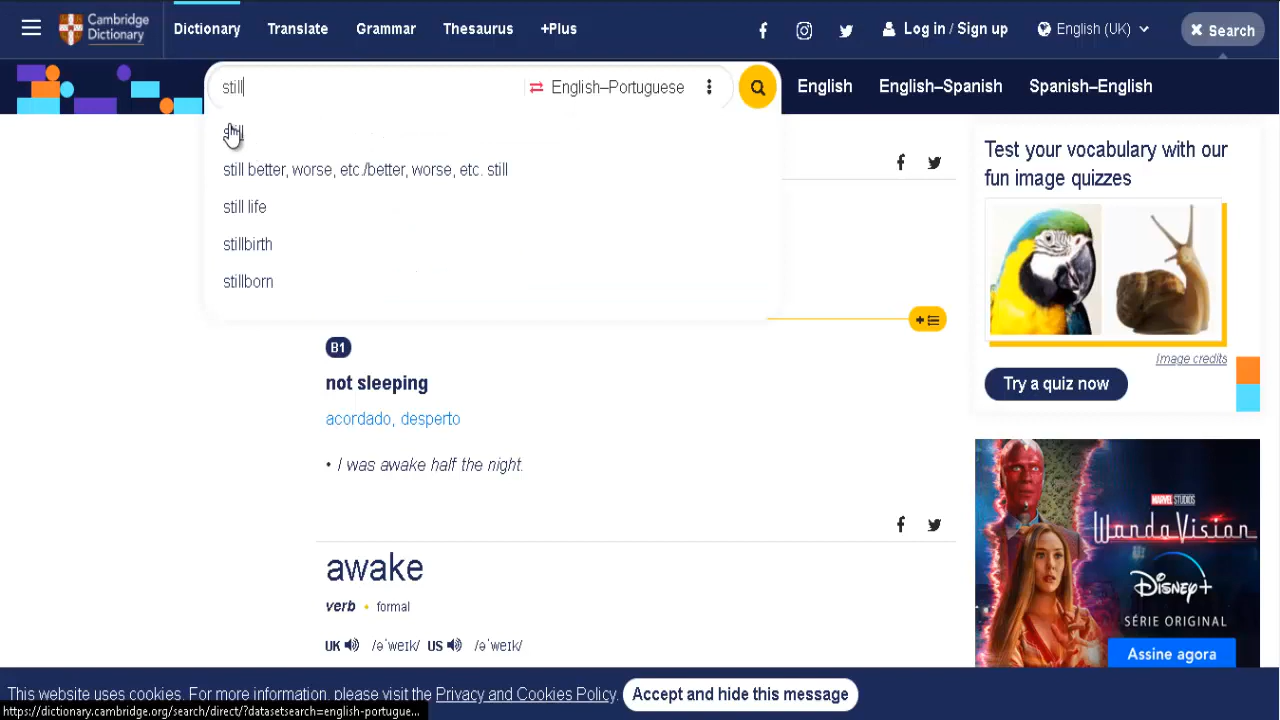 Cambridge
Dictionary
Dictionary
Translate
Grammar
Thesaurus
+Plus
Log in / Sign up
English (UK)
Search
still
English–Portuguese
English
English–Spanish
Spanish–English
still
still better, worse, etc./better, worse, etc. still
still life
stillbirth
stillborn
B1
not sleeping
acordado, desperto
• I was awake half the night.
awake
verb • formal
UK /əˈweɪk/ US /əˈweɪk/
Test your vocabulary with our
fun image quizzes
Image credits
Try a quiz now
MARVEL STUDIOS
WandaVision
Disney+
SÉRIE ORIGINAL
Assine agora
This website uses cookies. For more information, please visit the Privacy and Cookies Policy.
Accept and hide this message
https://dictionary.cambridge.org/search/direct/?datasetsearch=english-portugue...